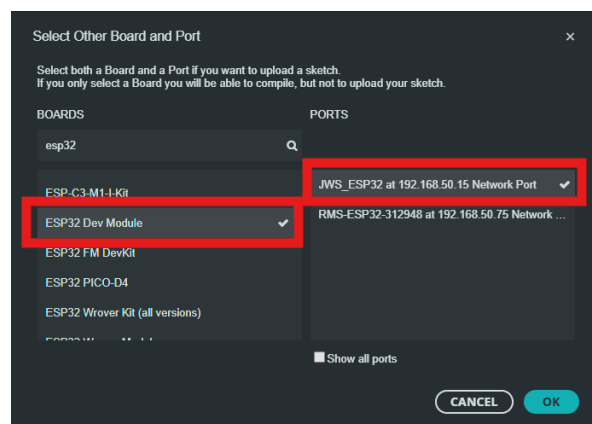 Select Other Board and Port
Select both a Board and a Port if you want to upload a sketch.
If you only select a Board you will be able to compile, but not to upload your sketch.
BOARDS
PORTS
esp32
ESP-C3-M1-I-Kit
JWS_ESP32 at 192.168.50.15 Network Port
ESP32 Dev Module
RMS-ESP32-312948 at 192.168.50.75 Network ...
ESP32 FM DevKit
ESP32 PICO-D4
ESP32 Wrover Kit (all versions)
Show all ports
CANCEL
OK